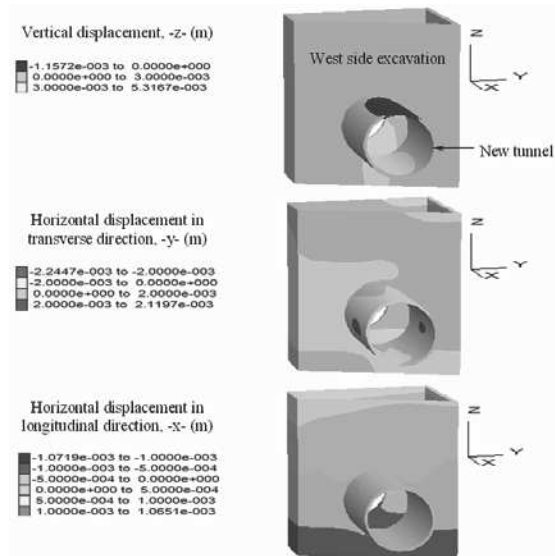 Vertical displacement, -z- (m)
-1.1572e-003 to 0.0000e+000
0.0000e+000 to 3.0000e-003
3.0000e-003 to 5.3167e-003
West side excavation
Z
Y
X
New tunnel
Horizontal displacement in
transverse direction, -y- (m)
-2.2447e-003 to -2.0000e-003
-2.0000e-003 to 0.0000e+000
0.0000e+000 to 2.0000e-003
2.0000e-003 to 2.1197e-003
Z
Y
X
Horizontal displacement in
longitudinal direction, -x- (m)
-1.0719e-003 to -1.0000e-003
-1.0000e-003 to -5.0000e-004
-5.0000e-004 to 0.0000e+000
0.0000e+000 to 5.0000e-004
5.0000e-004 to 1.0000e-003
1.0000e-003 to 1.0651e-003
Z
Y
X